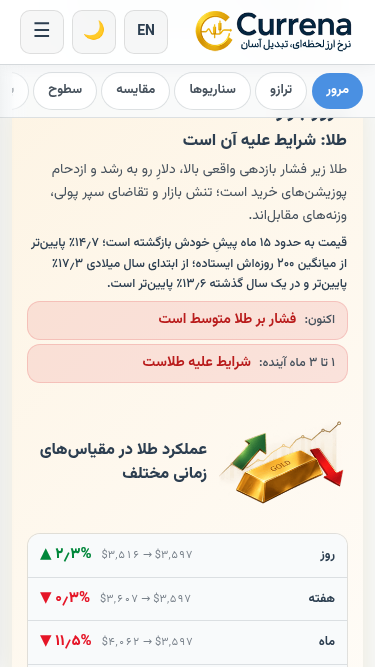 ☰
🌙
EN
Currena
نرخ ارز لحظه‌ای، تبدیل آسان
مرور
ترازو
سناریوها
مقایسه
سطوح
طلا: شرایط علیه آن است
طلا زیر فشار بازدهی واقعی بالا، دلارِ رو به رشد و ازدحام
پوزیشن‌های خرید است؛ تنش بازار و تقاضای سپر پولی،
وزنه‌های مقابل‌اند.
قیمت به حدود ۱۵ ماه پیشِ خودش بازگشته است؛ ۱۴٫۷٪ پایین‌تر
از میانگین ۲۰۰ روزه‌اش ایستاده؛ از ابتدای سال میلادی ۱۷٫۳٪
پایین‌تر و در یک سال گذشته ۱۳٫۶٪ پایین‌تر است.
اکنون: فشار بر طلا متوسط است
۱ تا ۳ ماه آینده: شرایط علیه طلاست
عملکرد طلا در مقیاس‌های
زمانی مختلف
GOLD
روز $۳,۵۱۶ → $۳,۵۹۷ ▲ ۲٫۳٪
هفته $۳,۶۰۷ → $۳,۵۹۷ ▼ ۰٫۳٪
ماه $۴,۰۶۲ → $۳,۵۹۷ ▼ ۱۱٫۵٪